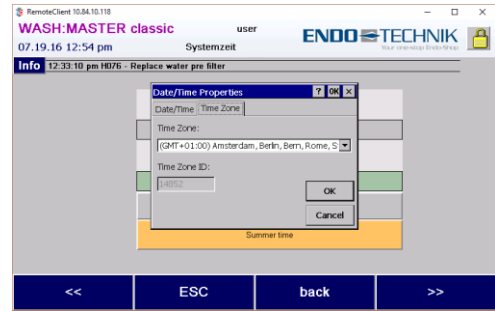 RemoteClient 10.84.10.118
WASH:MASTER classic user
ENDO TECHNIK
Your one-stop Endo-Shop
07.19.16 12:54 pm Systemzeit
Info 12:33:10 pm H076 - Replace water pre filter
Date/Time Properties ? OK ×
Date/Time Time Zone
Time Zone:
(GMT+01:00) Amsterdam, Berlin, Bern, Rome, S
Time Zone ID:
14852
OK
Cancel
Summer time
<< ESC back >>